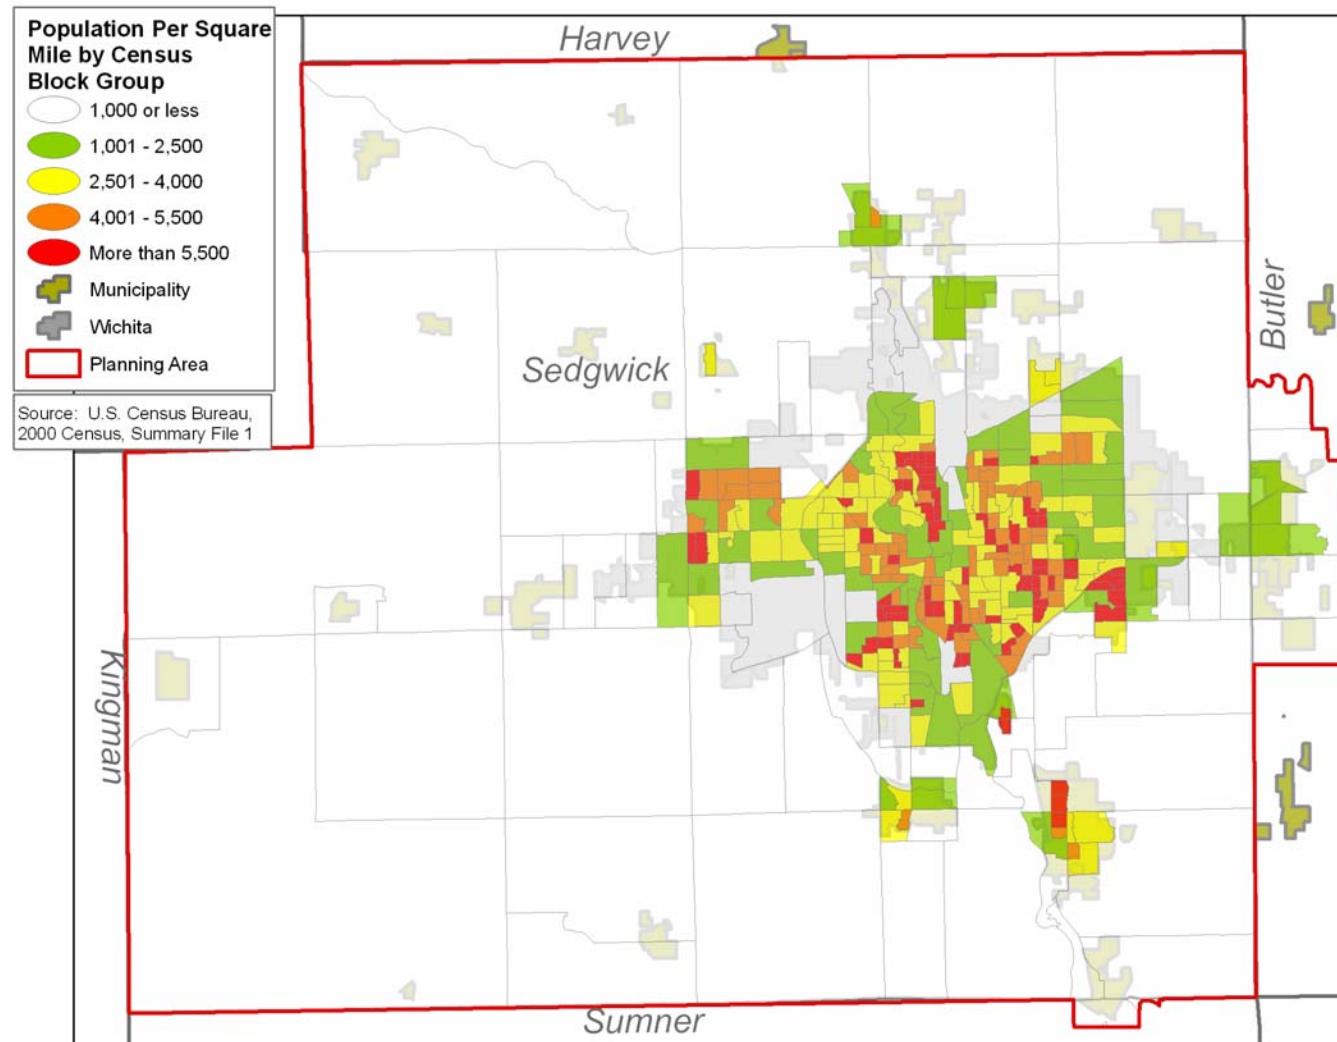 Population Per Square
Mile by Census
Block Group
1,000 or less
1,001 - 2,500
2,501 - 4,000
4,001 - 5,500
More than 5,500
Municipality
Wichita
Planning Area
Source:  U.S. Census Bureau,
2000 Census, Summary File 1
Harvey
Butler
Sedgwick
Kingman
Sumner